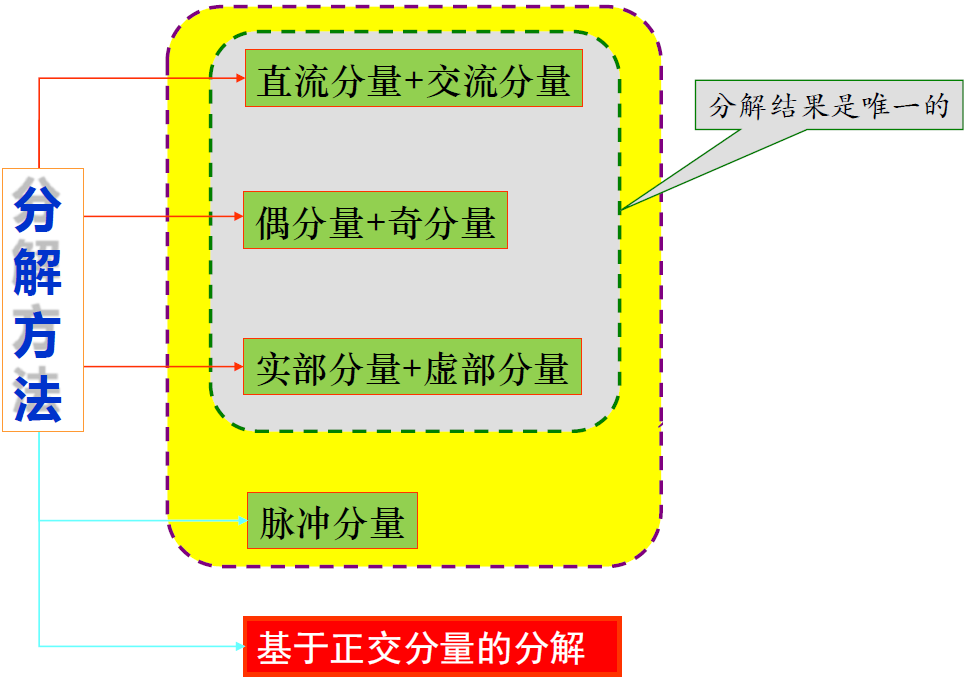 分解方法
直流分量+交流分量
偶分量+奇分量
实部分量+虚部分量
脉冲分量
基于正交分量的分解
分解结果是唯一的